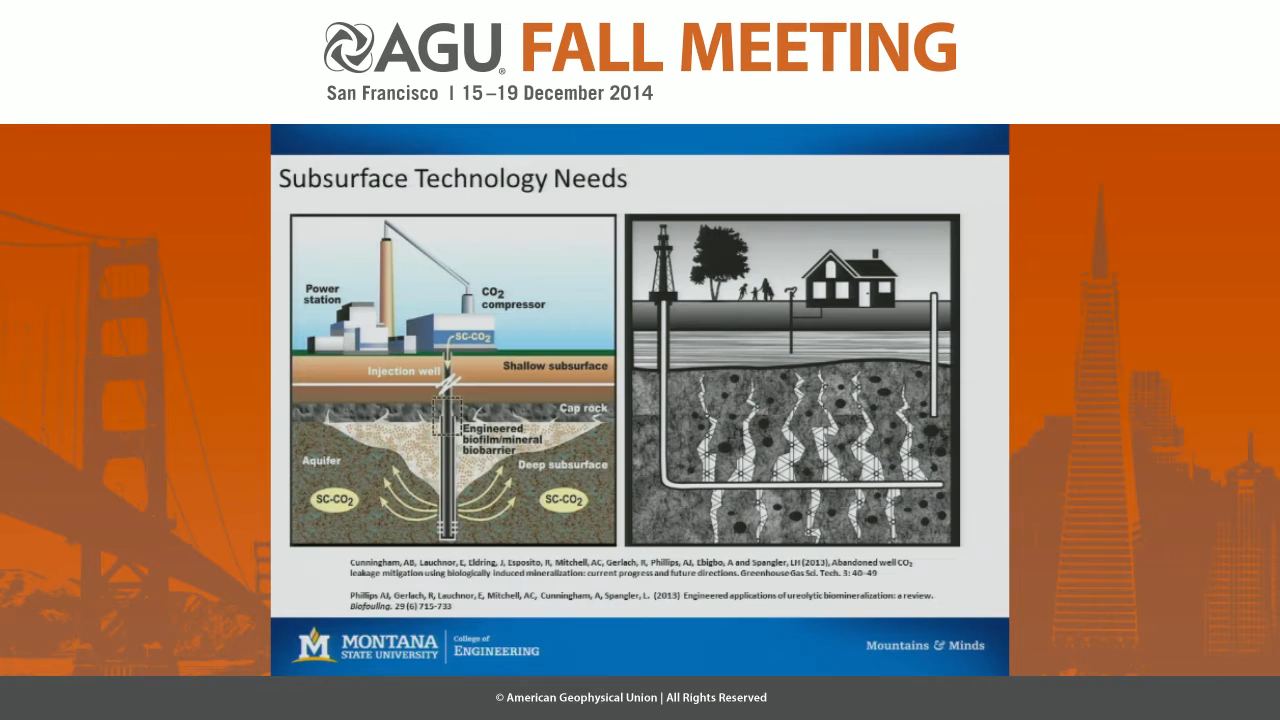 AGU® FALL MEETING
San Francisco | 15–19 December 2014
Subsurface Technology Needs
Power
station
CO2
compressor
SC-CO2
Injection well
Shallow subsurface
Cap rock
Engineered
biofilm/mineral
biobarrier
Aquifer
Deep subsurface
SC-CO2
SC-CO2
Cunningham, AB, Lauchnor, E, Eldring, J, Esposito, R, Mitchell, AC, Gerlach, R, Phillips, AJ, Ebigbo, A and Spangler, LH (2013), Abandoned well CO2
leakage mitigation using biologically induced mineralization: current progress and future directions. Greenhouse Gas Sci. Tech. 3: 40–49
Phillips AJ, Gerlach, R, Lauchnor, E, Mitchell, AC, Cunningham, A, Spangler, L. (2013) Engineered applications of ureolytic biomineralization: a review.
Biofouling. 29 (6) 715-733
M MONTANA
STATE UNIVERSITY
College of
ENGINEERING
Mountains & Minds
© American Geophysical Union | All Rights Reserved